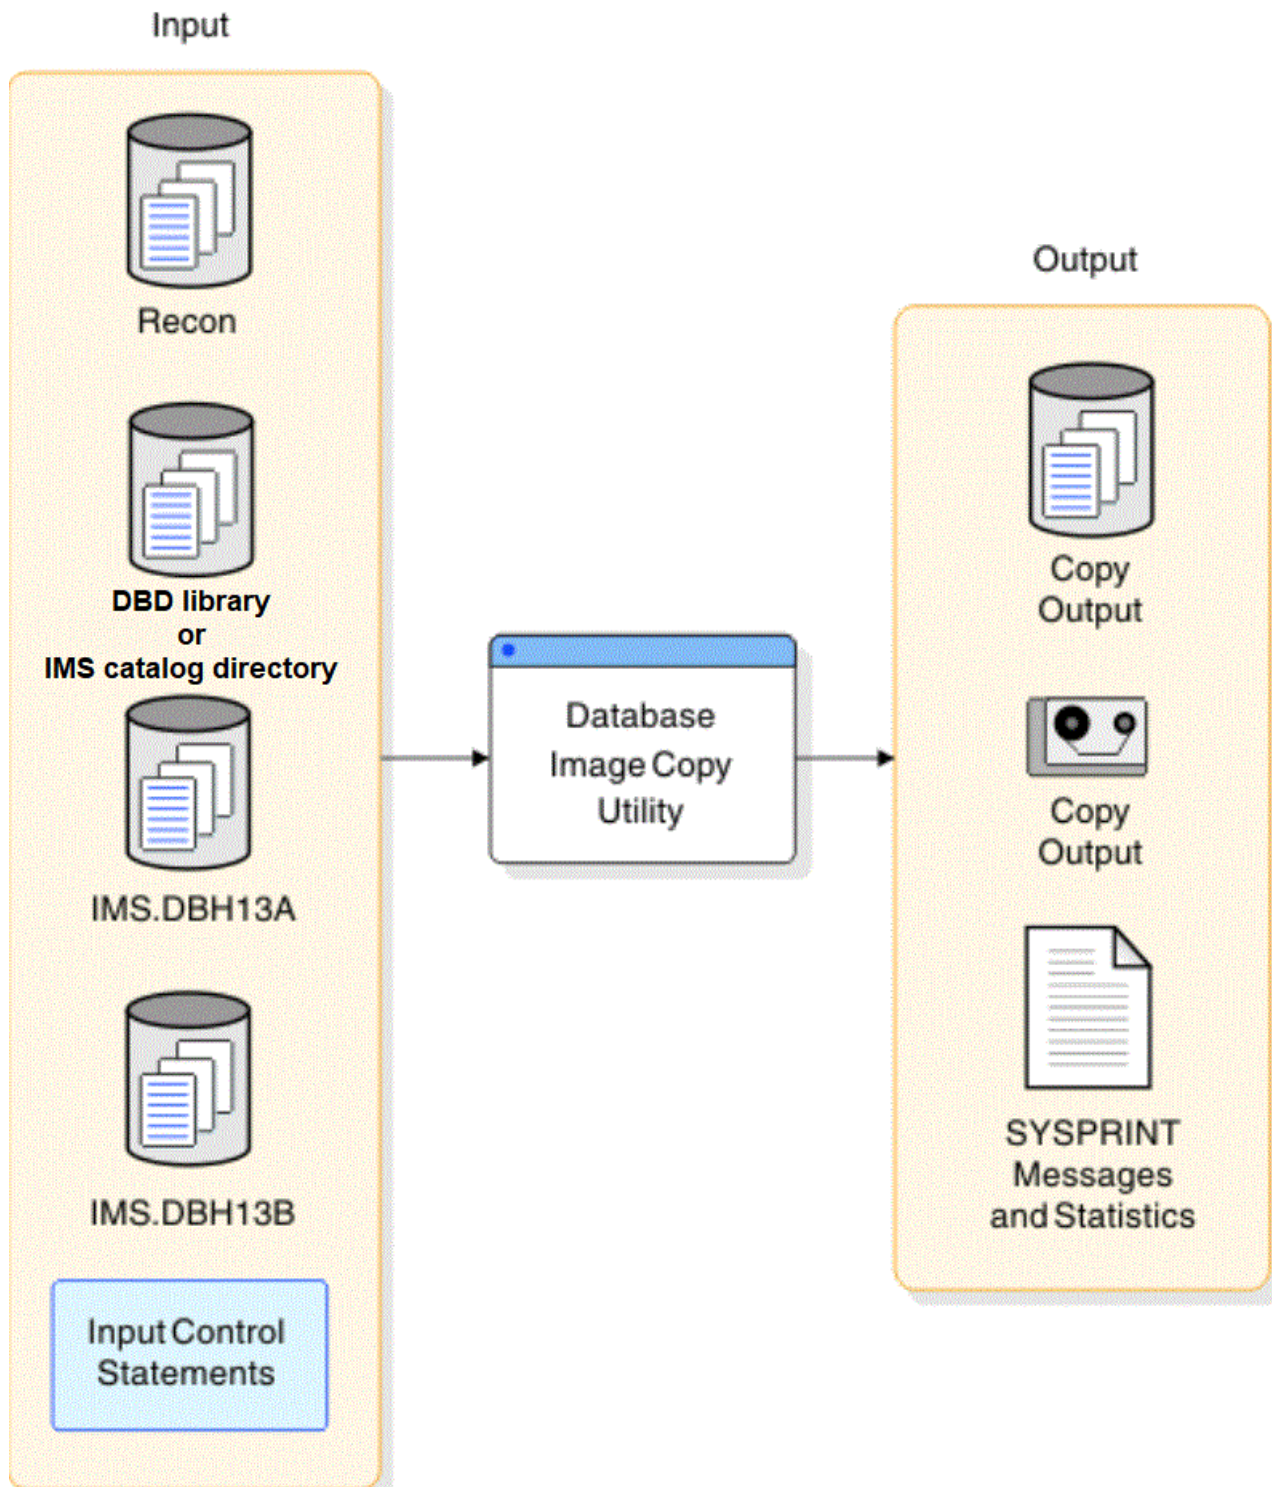 Input
Recon
DBD library
or
IMS catalog directory
IMS.DBH13A
IMS.DBH13B
Input Control
Statements
Database
Image Copy
Utility
Output
Copy
Output
Copy
Output
SYSPRINT
Messages
and Statistics